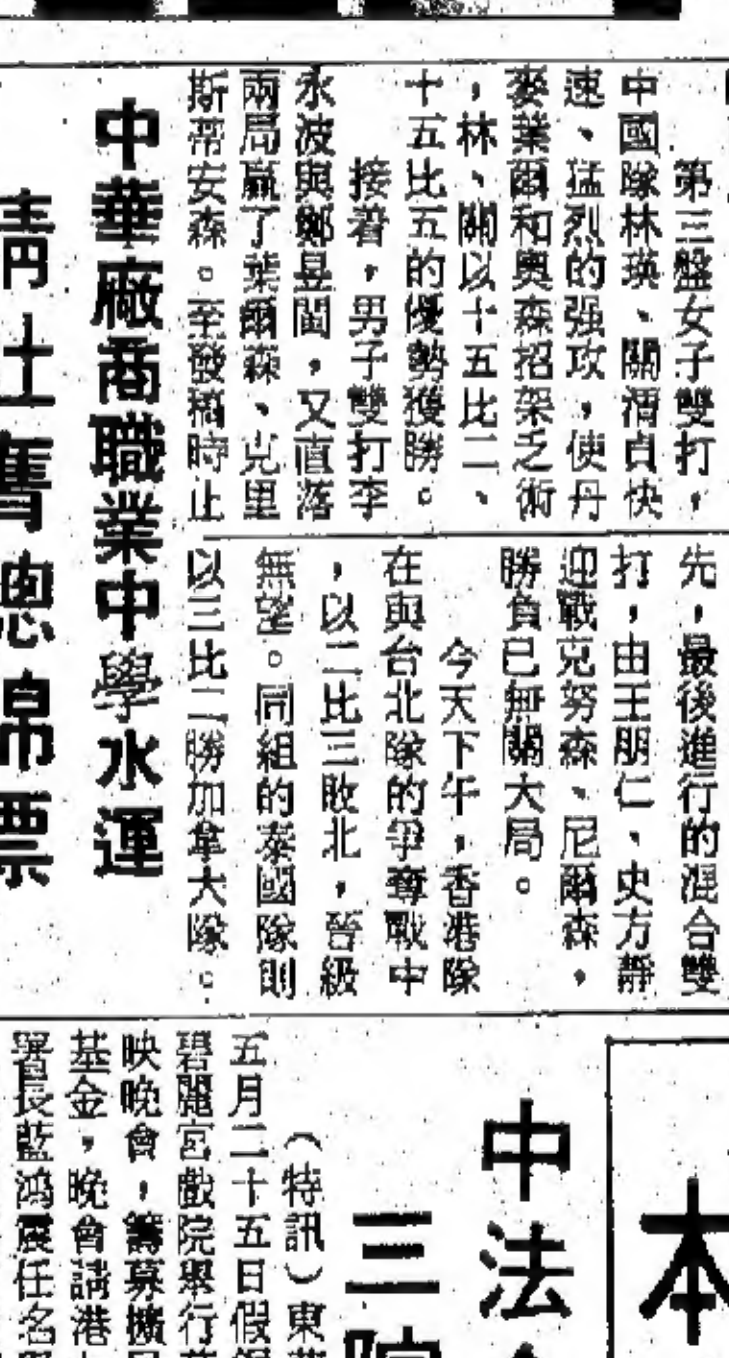 第三盤女子雙打，
中國隊林瑛、關渭貞快
速、猛烈的强攻，使丹
麥葉爾和奧森招架乏術
，林、關以十五比二、
十五比五的優勢獲勝。
接着，男子雙打李
永波與鄭昱閩，又直落
兩局贏了葉爾森、克里
斯蒂安森。至發稿時止
先，最後進行的混合雙
打，由王朋仁、史方靜
迎戰克努森、尼爾森，
勝負已無關大局。
今天下午，香港隊
在與台北隊的爭奪戰中
，以二比三敗北，晉級
無望。同組的泰國隊則
以三比二勝加拿大隊。
中華廠商職業中學水運
青總錦票
本
中法
三院
（特訊）東
五月二十五日假
碧麗宮戲院舉行
映晚會，籌募擴
基金，晚會請港
署長藍鴻震任名